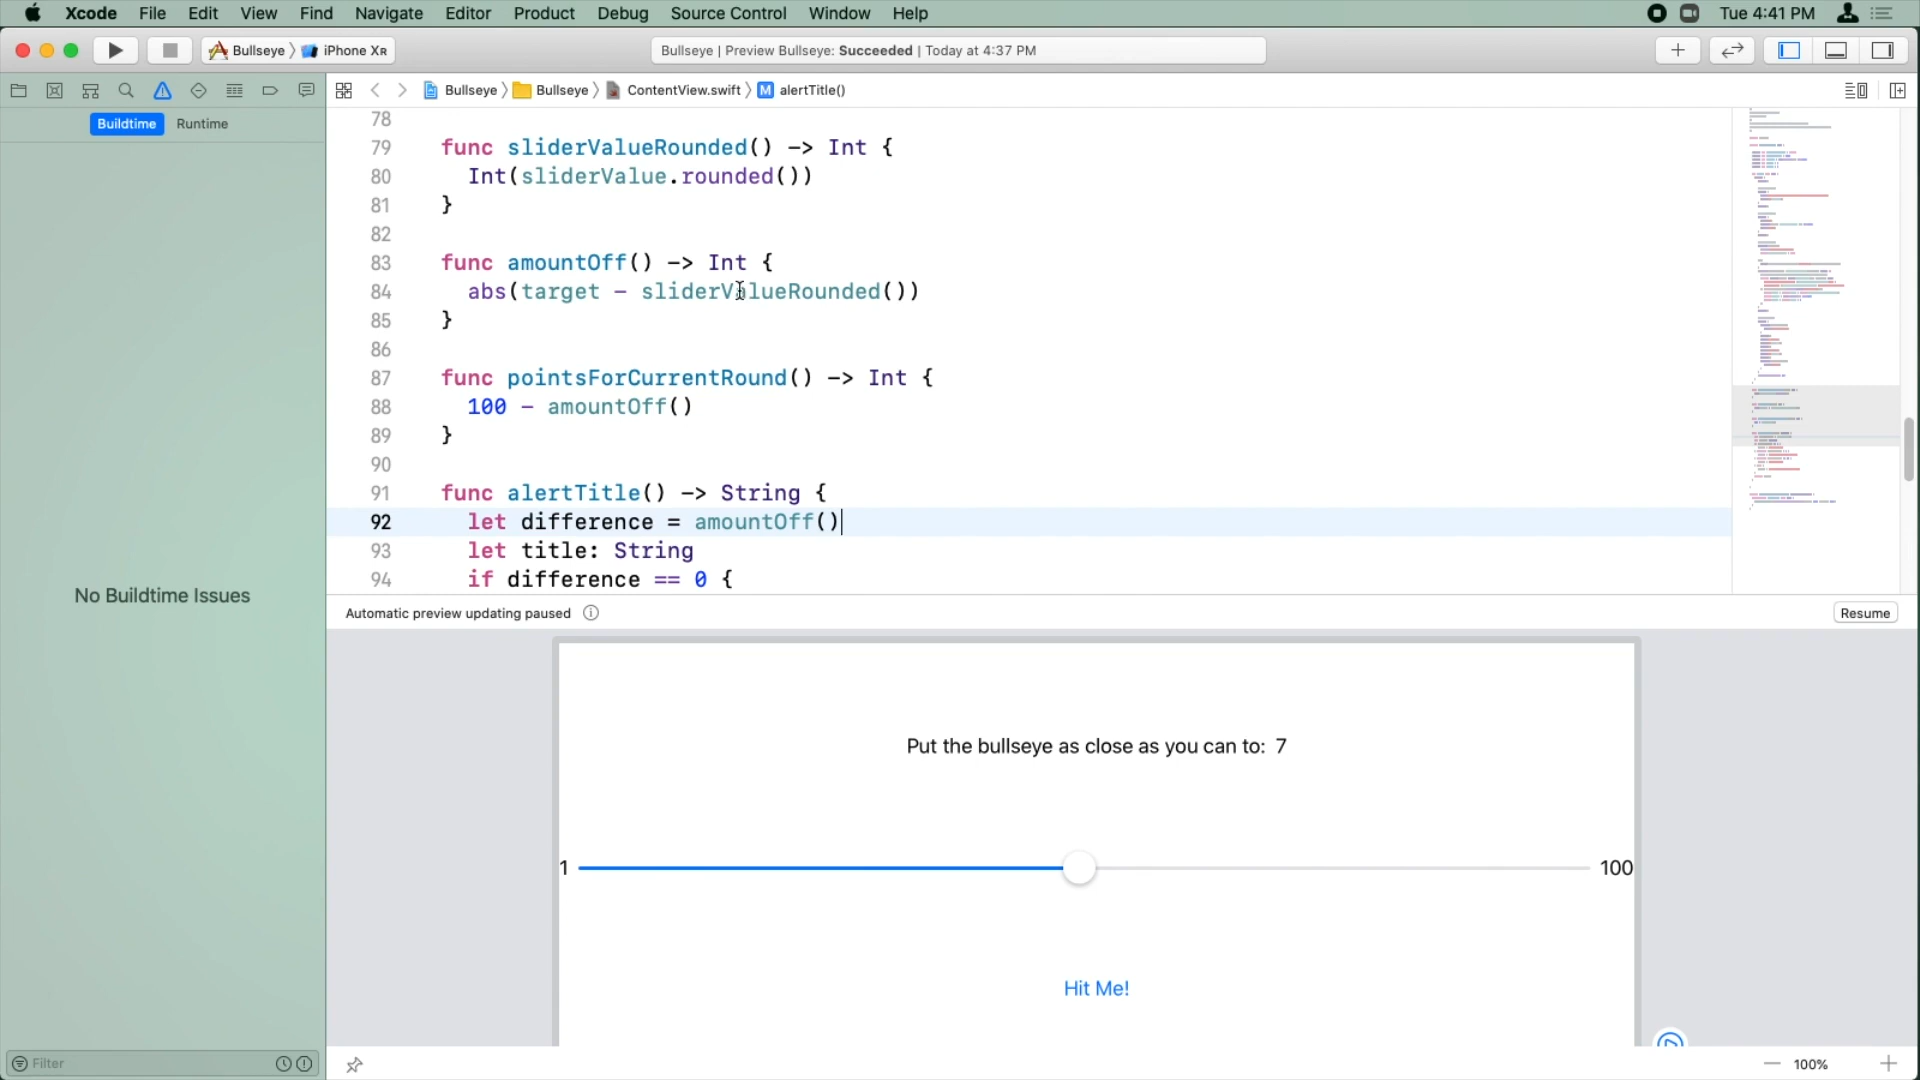 Xcode File Edit View Find Navigate Editor Product Debug Source Control Window Help Tue 4:41 PM
Bullseye iPhone XR Bullseye | Preview Bullseye: Succeeded | Today at 4:37 PM
Bullseye Bullseye ContentView.swift M alertTitle()
Buildtime Runtime
78
79 func sliderValueRounded() -> Int {
80 Int(sliderValue.rounded())
81 }
82
83 func amountOff() -> Int {
84 abs(target - sliderValueRounded())
85 }
86
87 func pointsForCurrentRound() -> Int {
88 100 - amountOff()
89 }
90
91 func alertTitle() -> String {
92 let difference = amountOff()
93 let title: String
94 if difference == 0 {
No Buildtime Issues
Automatic preview updating paused Resume
Put the bullseye as close as you can to: 7
1 100
Hit Me!
Filter
100%